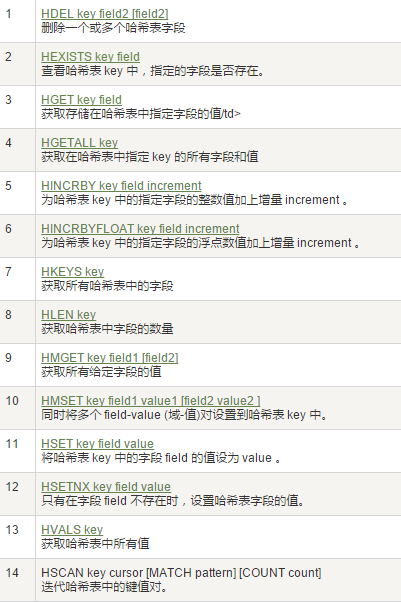 1 HDEL key field2 [field2]
删除一个或多个哈希表字段
2 HEXISTS key field
查看哈希表 key 中，指定的字段是否存在。
3 HGET key field
获取存储在哈希表中指定字段的值/td>
4 HGETALL key
获取在哈希表中指定 key 的所有字段和值
5 HINCRBY key field increment
为哈希表 key 中的指定字段的整数值加上增量 increment 。
6 HINCRBYFLOAT key field increment
为哈希表 key 中的指定字段的浮点数值加上增量 increment 。
7 HKEYS key
获取所有哈希表中的字段
8 HLEN key
获取哈希表中字段的数量
9 HMGET key field1 [field2]
获取所有给定字段的值
10 HMSET key field1 value1 [field2 value2 ]
同时将多个 field-value (域-值)对设置到哈希表 key 中。
11 HSET key field value
将哈希表 key 中的字段 field 的值设为 value 。
12 HSETNX key field value
只有在字段 field 不存在时，设置哈希表字段的值。
13 HVALS key
获取哈希表中所有值
14 HSCAN key cursor [MATCH pattern] [COUNT count]
迭代哈希表中的键值对。